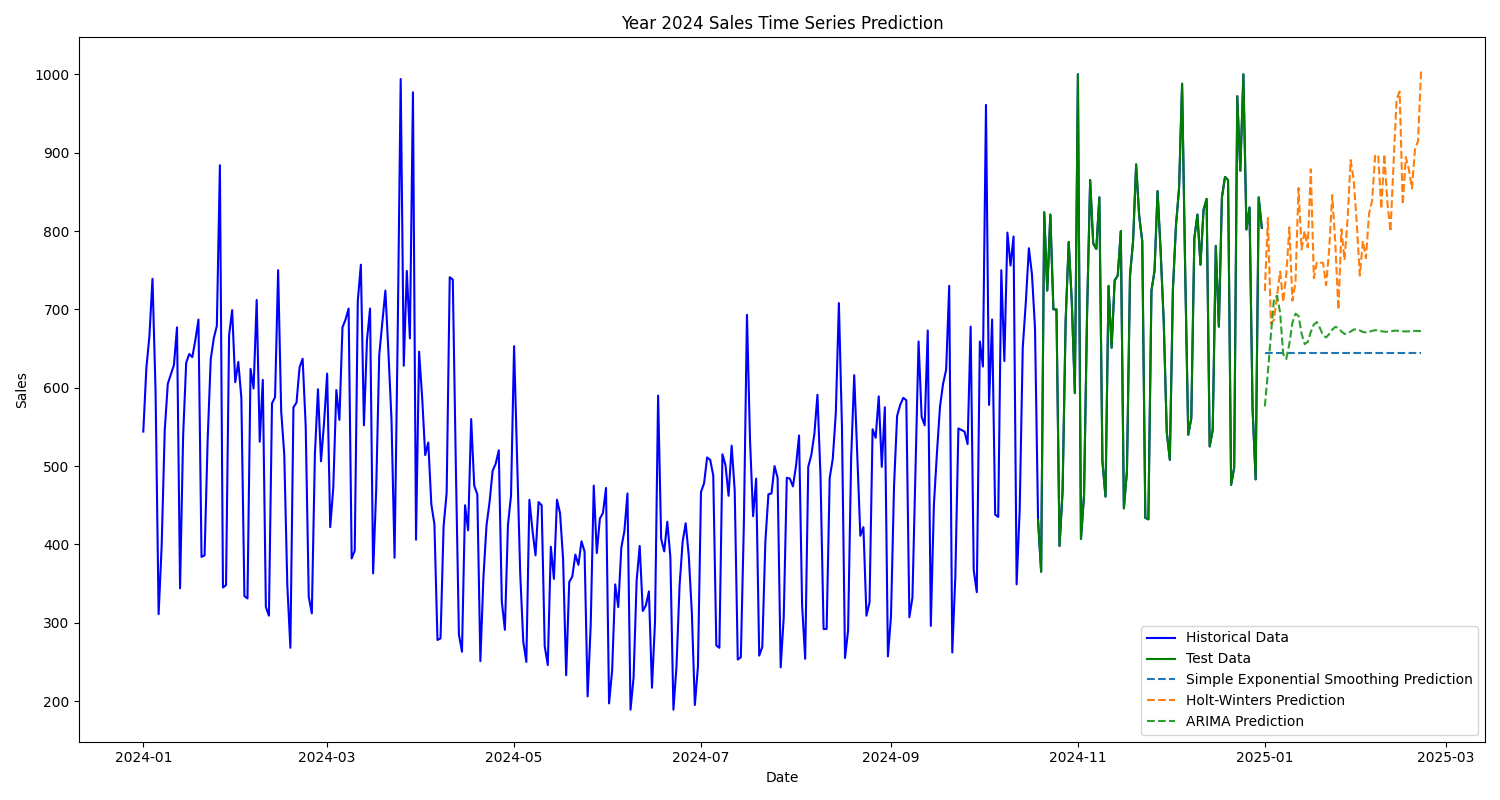 Year 2024 Sales Time Series Prediction
Sales
1000
900
800
700
600
500
400
300
200
2024-01
2024-03
2024-05
2024-07
2024-09
2024-11
2025-01
2025-03
Date
Historical Data
Test Data
Simple Exponential Smoothing Prediction
Holt-Winters Prediction
ARIMA Prediction